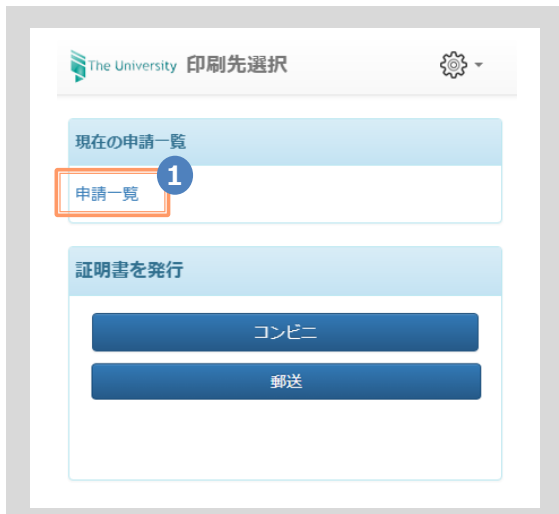 The University 印刷先選択
現在の申請一覧
1
申請一覧
証明書を発行
コンビニ
郵送